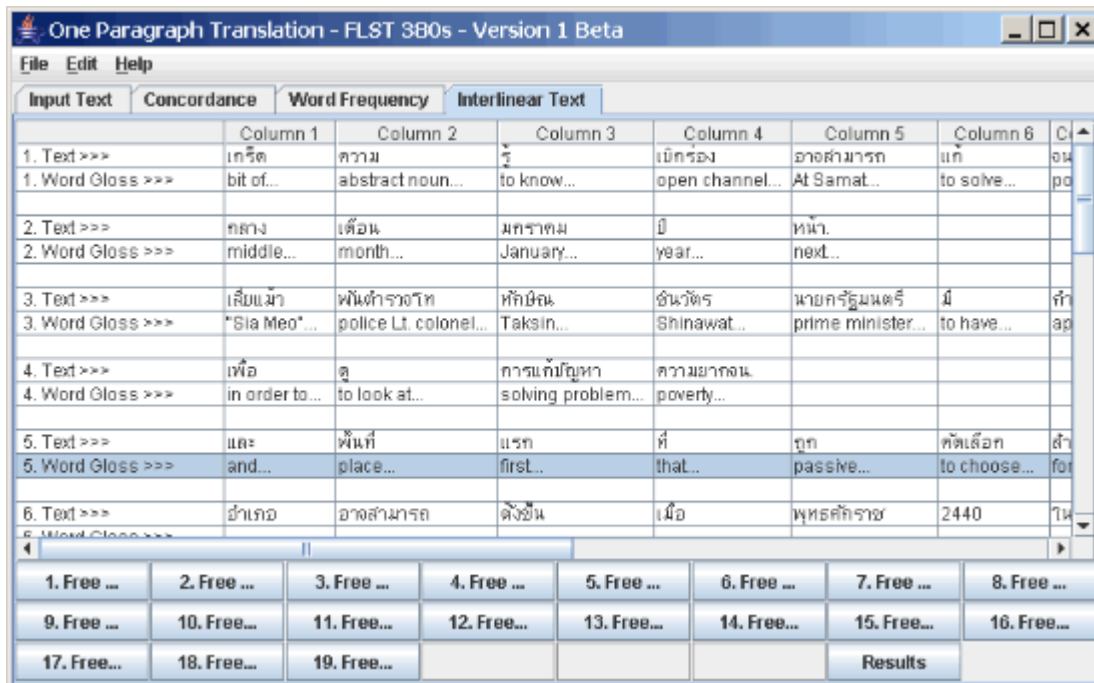 One Paragraph Translation - FLST 380s - Version 1 Beta
File Edit Help
Input Text Concordance Word Frequency Interlinear Text
Column 1 Column 2 Column 3 Column 4 Column 5 Column 6
1. Text >>> เกร็ด ความ รู้ เบิกร่อง อาจสามารถ แก้
1. Word Gloss >>> bit of... abstract noun... to know... open channel... At Samat... to solve...
2. Text >>> กลาง เดือน มกราคม ปี หน้า.
2. Word Gloss >>> middle... month... January... year... next...
3. Text >>> เสี่ยแม้ว พันตำรวจโท ทักษิณ ชินวัตร นายกรัฐมนตรี มี
3. Word Gloss >>> "Sia Meo"... police Lt. colonel... Taksin... Shinawat... prime minister... to have...
4. Text >>> เพื่อ ดู การแก้ปัญหา ความยากจน.
4. Word Gloss >>> in order to... to look at... solving problem... poverty...
5. Text >>> และ พื้นที่ แรก ที่ ถูก คัดเลือก
5. Word Gloss >>> and... place... first... that... passive... to choose... for
6. Text >>> อำเภอ อาจสามารถ ตั้งขึ้น เมื่อ พุทธศักราช 2440 ใน
1. Free ... 2. Free ... 3. Free ... 4. Free ... 5. Free ... 6. Free ... 7. Free ... 8. Free ...
9. Free ... 10. Free... 11. Free... 12. Free... 13. Free... 14. Free... 15. Free... 16. Free...
17. Free... 18. Free... 19. Free... Results